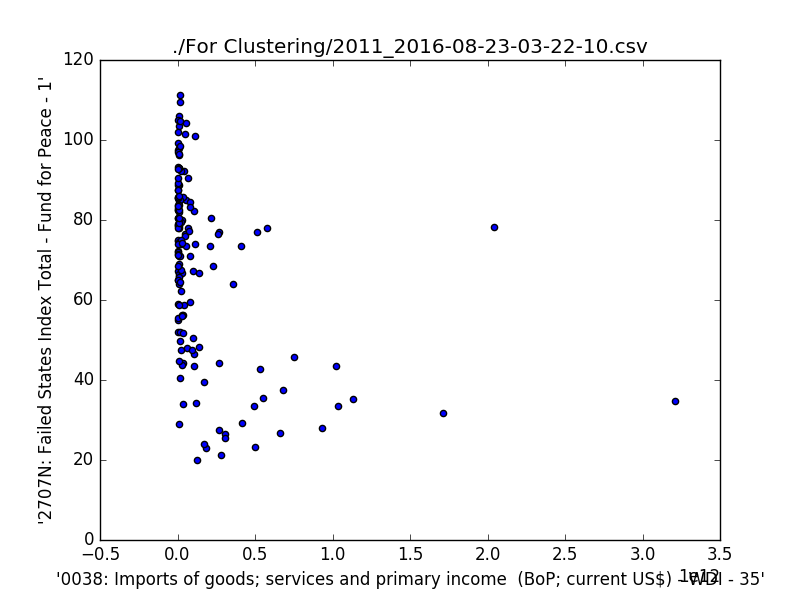 ./For Clustering/2011_2016-08-23-03-22-10.csv
120
100
80
60
40
20
0
'2707N: Failed States Index Total - Fund for Peace - 1'
−0.5 0.0 0.5 1.0 1.5 2.0 2.5 3.0 3.5
1e12
'0038: Imports of goods; services and primary income (BoP; current US$) - WDI - 35'